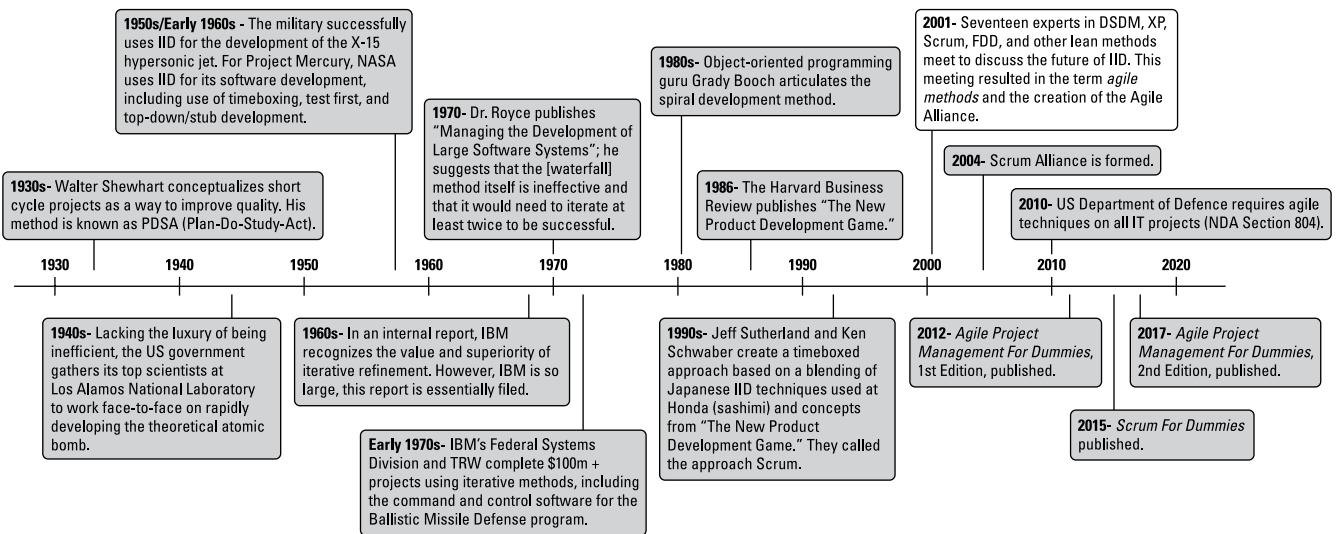 1950s/Early 1960s - The military successfully
uses IID for the development of the X-15
hypersonic jet. For Project Mercury, NASA
uses IID for its software development,
including use of timeboxing, test first, and
top-down/stub development.
1980s- Object-oriented programming
guru Grady Booch articulates the
spiral development method.
2001- Seventeen experts in DSDM, XP,
Scrum, FDD, and other lean methods
meet to discuss the future of IID. This
meeting resulted in the term agile
methods and the creation of the Agile
Alliance.
1970- Dr. Royce publishes
“Managing the Development of
Large Software Systems”; he
suggests that the [waterfall]
method itself is ineffective and
that it would need to iterate at
least twice to be successful.
2004- Scrum Alliance is formed.
1930s- Walter Shewhart conceptualizes short
cycle projects as a way to improve quality. His
method is known as PDSA (Plan-Do-Study-Act).
1986- The Harvard Business
Review publishes “The New
Product Development Game.”
2010- US Department of Defence requires agile
techniques on all IT projects (NDA Section 804).
1930 1940 1950 1960 1970 1980 1990 2000 2010 2020
1940s- Lacking the luxury of being
inefficient, the US government
gathers its top scientists at
Los Alamos National Laboratory
to work face-to-face on rapidly
developing the theoretical atomic
bomb.
1960s- In an internal report, IBM
recognizes the value and superiority of
iterative refinement. However, IBM is so
large, this report is essentially filed.
Early 1970s- IBM’s Federal Systems
Division and TRW complete $100m +
projects using iterative methods, including
the command and control software for the
Ballistic Missile Defense program.
1990s- Jeff Sutherland and Ken
Schwaber create a timeboxed
approach based on a blending of
Japanese IID techniques used at
Honda (sashimi) and concepts
from “The New Product
Development Game.” They called
the approach Scrum.
2012- Agile Project
Management For Dummies,
1st Edition, published.
2017- Agile Project
Management For Dummies,
2nd Edition, published.
2015- Scrum For Dummies
published.